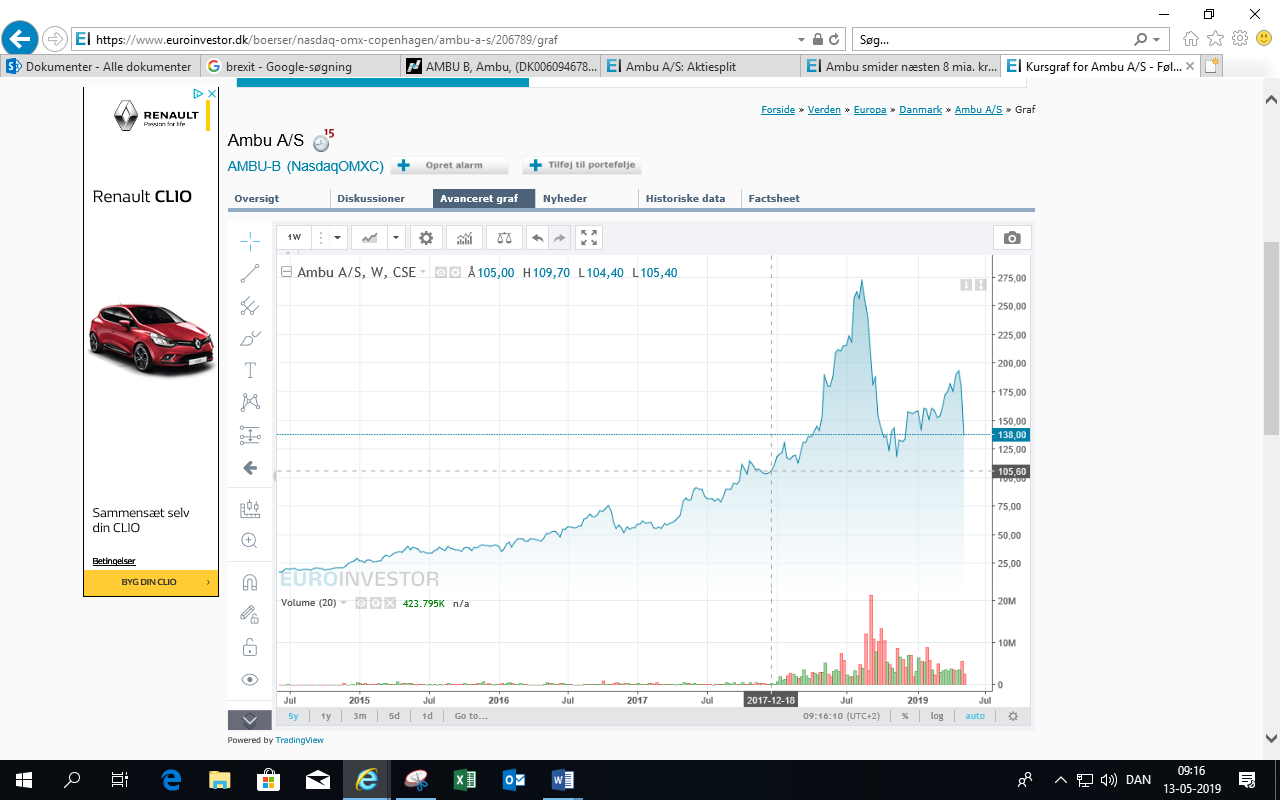 https://www.euroinvestor.dk/boerser/nasdaq-omx-copenhagen/ambu-a-s/206789/graf
Søg...
Dokumenter - Alle dokumenter
brexit - Google-søgning
AMBU B, Ambu, (DK006094678...
Ambu A/S: Aktiesplit
Ambu smider næsten 8 mia. kr...
Kursgraf for Ambu A/S - Føl...
Forside » Verden » Europa » Danmark » Ambu A/S » Graf
RENAULT
Passion for life
Renault CLIO
Sammensæt selv
din CLIO
Betingelser
BYG DIN CLIO
Ambu A/S
15
AMBU-B (NasdaqOMXC)
Opret alarm
Tilføj til portefølje
Oversigt
Diskussioner
Avanceret graf
Nyheder
Historiske data
Factsheet
1W
Ambu A/S, W, CSE
Å105,00 H109,70 L104,40 L105,40
275,00
250,00
225,00
200,00
175,00
150,00
138,00
125,00
105,60
100,00
75,00
50,00
25,00
EUROINVESTOR
Volume (20)
423.795K n/a
20M
10M
0
Jul 2015 Jul 2016 Jul 2017 Jul 2017-12-18 Jul 2019 Jul
5y 1y 3m 5d 1d Go to...
09:16:10 (UTC+2) % log auto
Powered by TradingView
DAN
09:16
13-05-2019